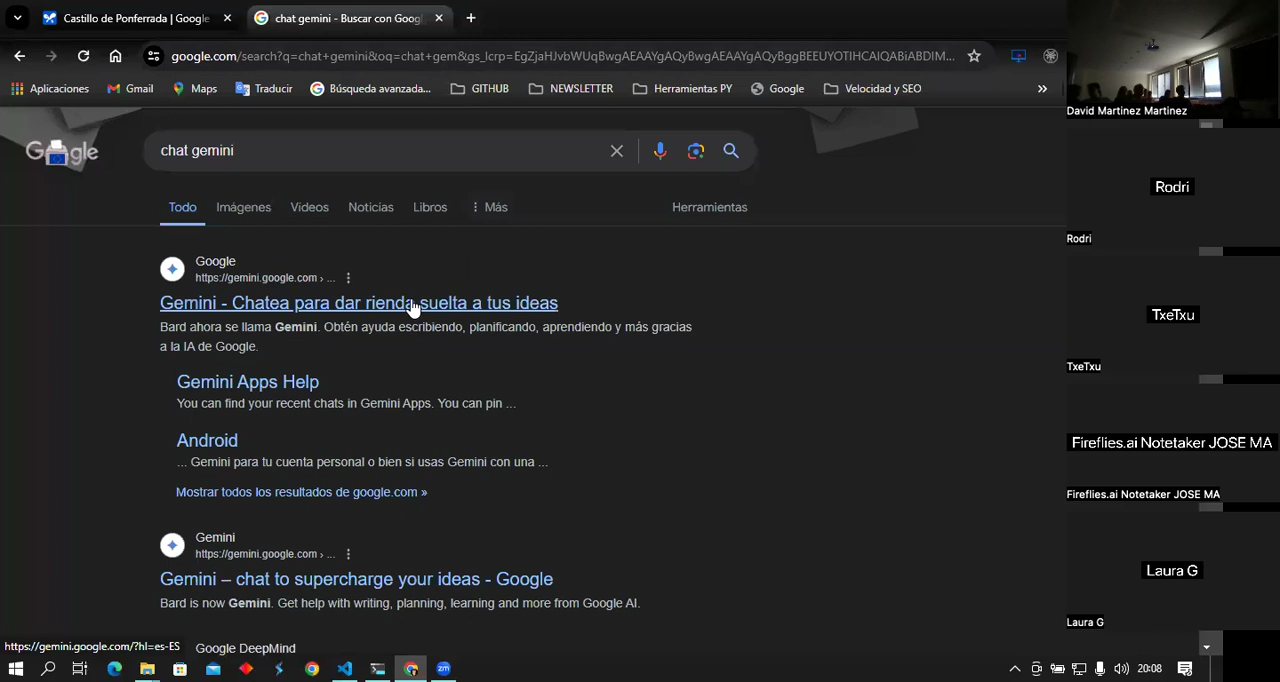 Castillo de Ponferrada | Google
chat gemini - Buscar con Goog
google.com/search?q=chat+gemini&oq=chat+gem&gs_lcrp=EgZjaHJvbWUqBwgAEAAYgAQyBwgAEAAYgAQyBggBEEUYOTIHCAIQABiABDIM...
Aplicaciones
Gmail
Maps
Traducir
Búsqueda avanzada...
GITHUB
NEWSLETTER
Herramientas PY
Google
Velocidad y SEO
»
chat gemini
Todo
Imágenes
Videos
Noticias
Libros
Más
Herramientas
Google
https://gemini.google.com › ...
Gemini - Chatea para dar rienda suelta a tus ideas
Bard ahora se llama Gemini. Obtén ayuda escribiendo, planificando, aprendiendo y más gracias
a la IA de Google.
Gemini Apps Help
You can find your recent chats in Gemini Apps. You can pin ...
Android
... Gemini para tu cuenta personal o bien si usas Gemini con una ...
Mostrar todos los resultados de google.com »
Gemini
https://gemini.google.com › ...
Gemini – chat to supercharge your ideas - Google
Bard is now Gemini. Get help with writing, planning, learning and more from Google AI.
https://gemini.google.com/?hl=es-ES
Google DeepMind
20:08
David Martinez Martinez
Rodri
Rodri
TxeTxu
TxeTxu
Fireflies.ai Notetaker JOSE MA
Fireflies.ai Notetaker JOSE MA
Laura G
Laura G